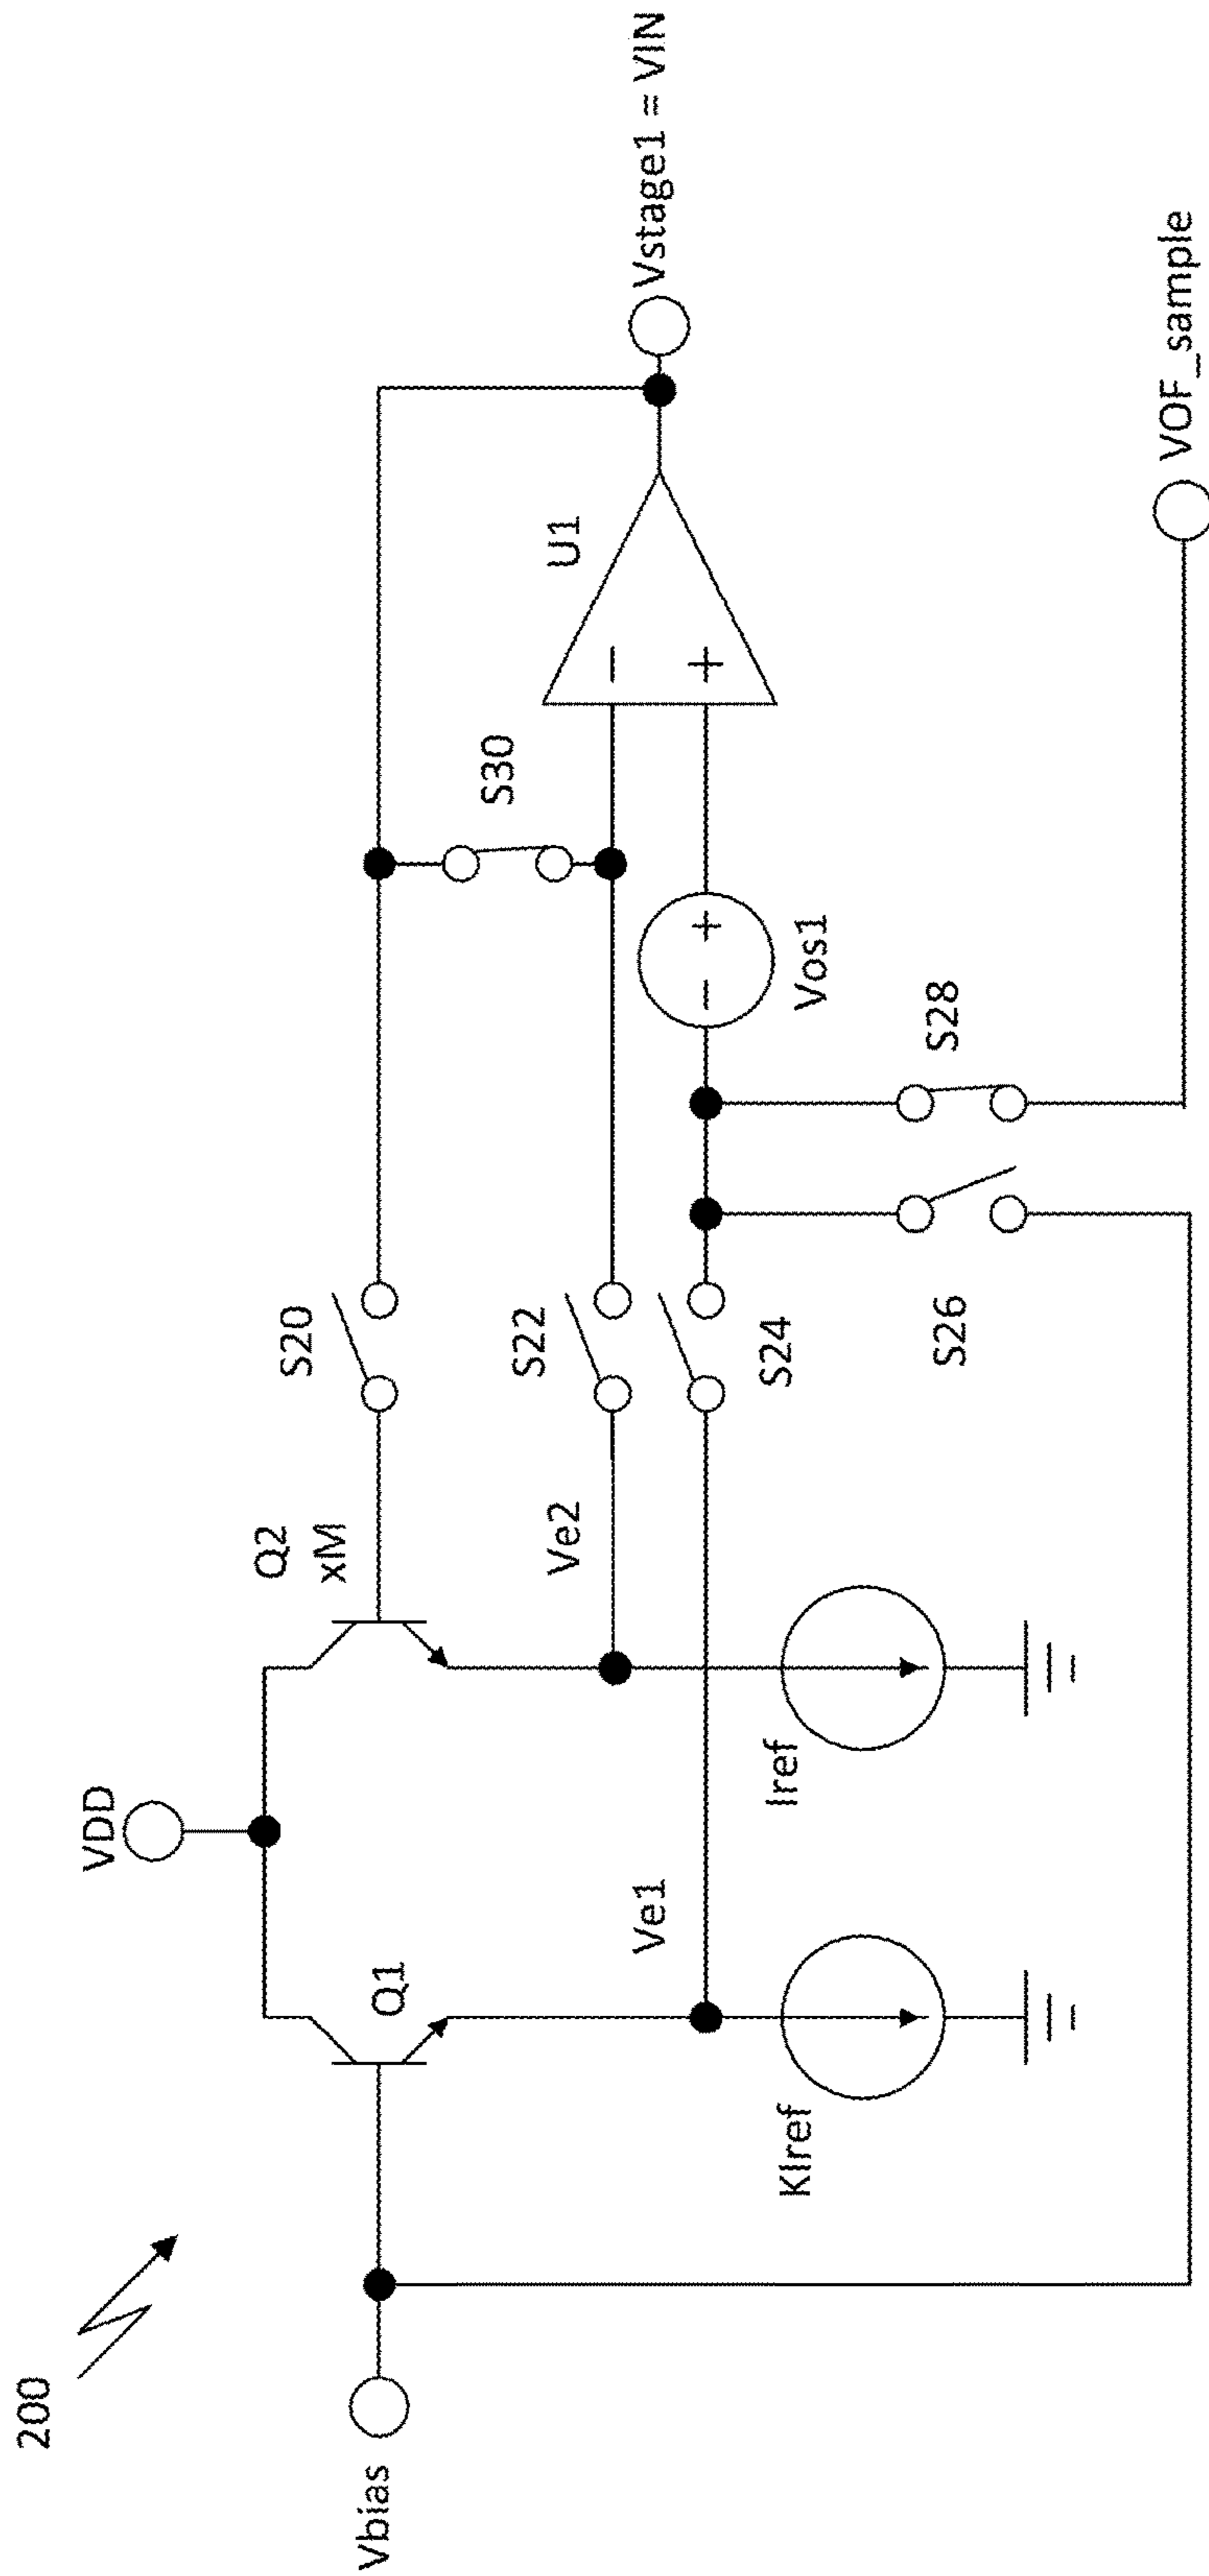 200
Vbias
VDD
Q1
Q2
xM
Ve1
Ve2
KIref
Iref
S20
S22
S24
S26
S28
S30
Vos1
−
+
U1
−
+
Vstage1 = VIN
VOF_sample